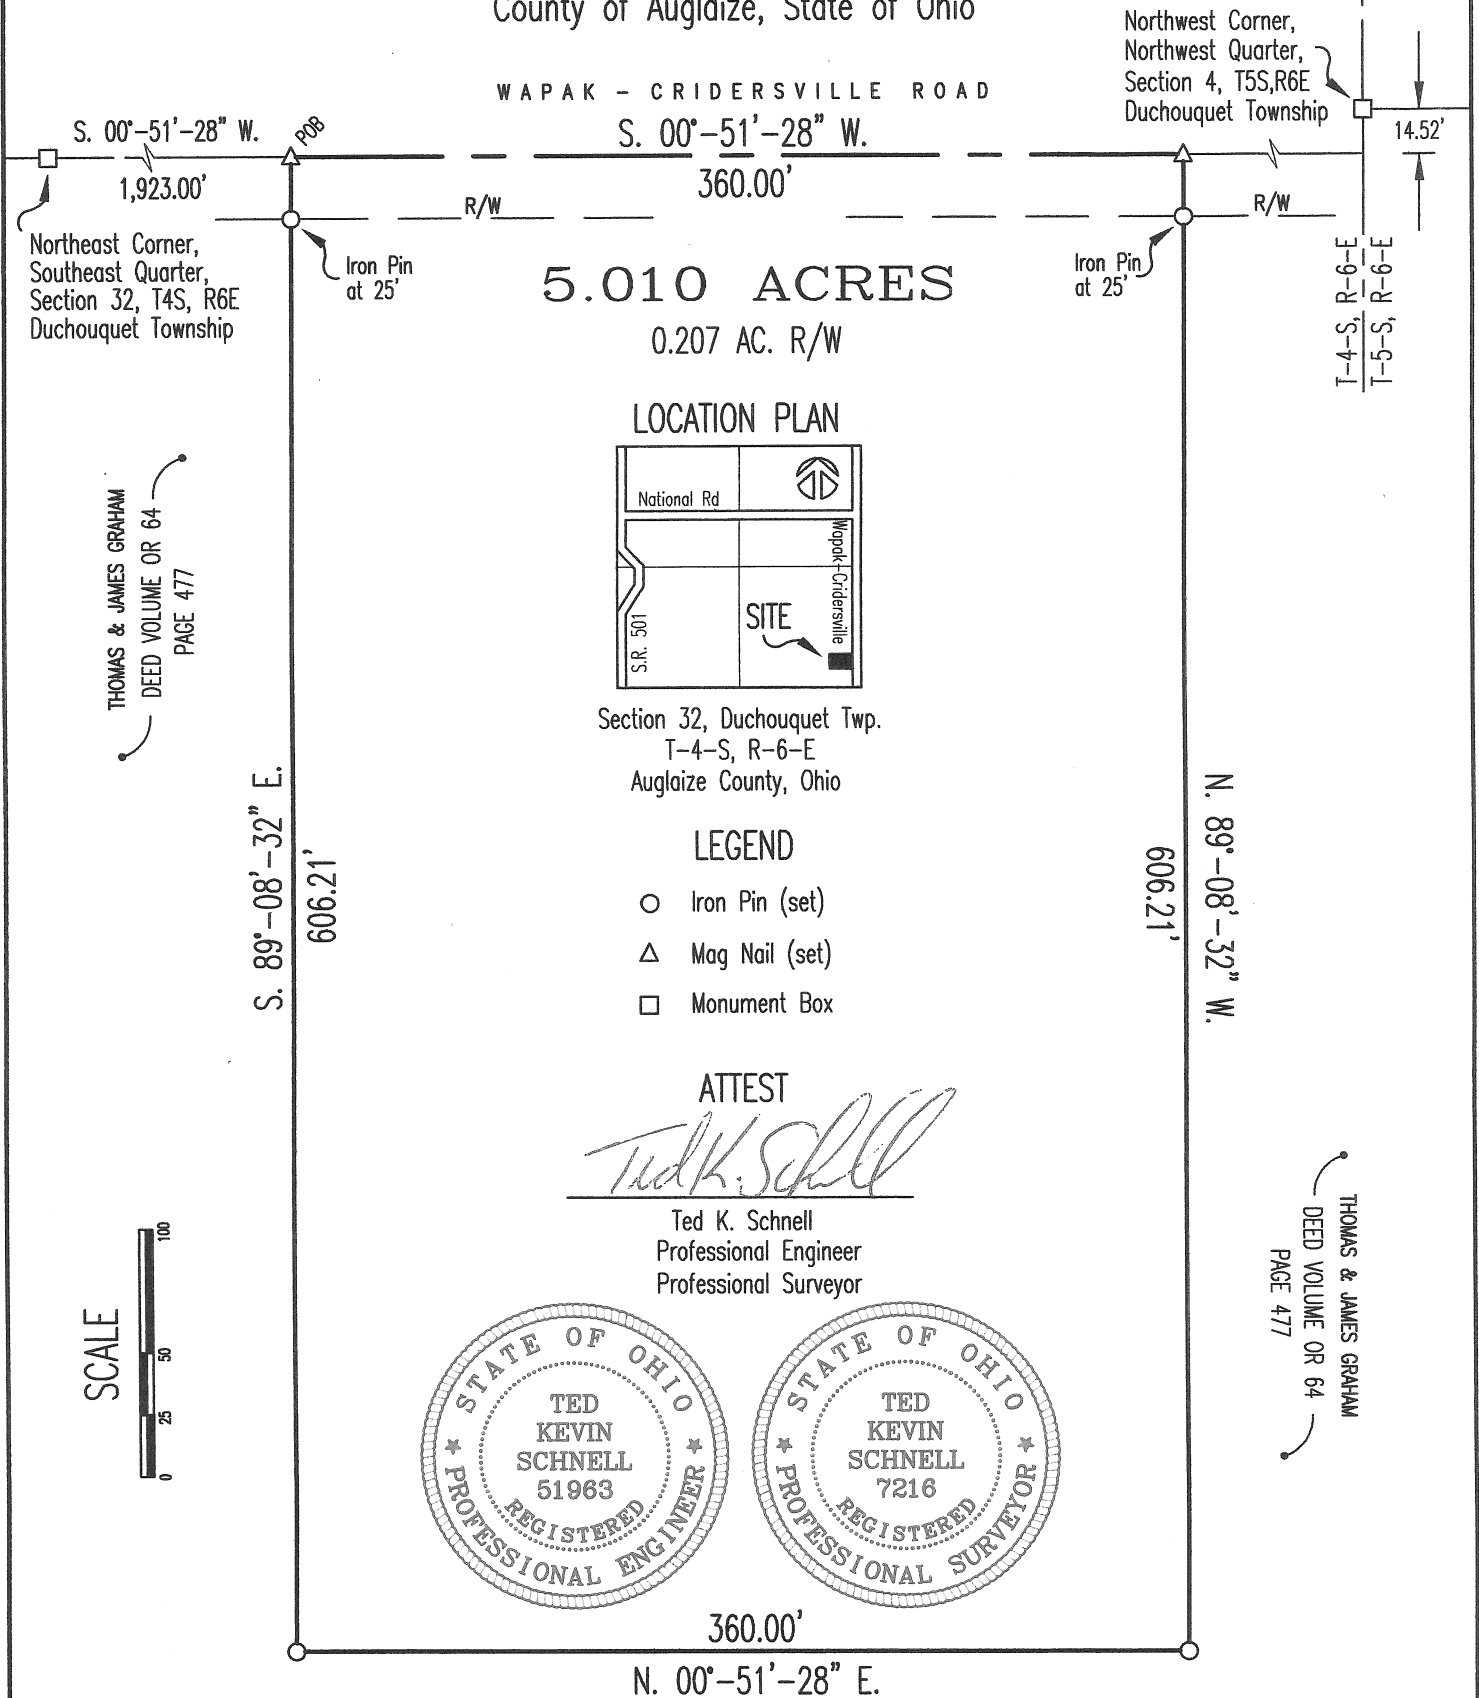 County of Auglaize, State of Ohio
Northwest Corner,
Northwest Quarter,
Section 4, T5S,R6E
Duchouquet Township
WAPAK - CRIDERSVILLE ROAD
14.52'
S. 00°-51'-28" W.
POB
S. 00°-51'-28" W.
1,923.00'
360.00'
R/W
R/W
Northeast Corner,
Southeast Quarter,
Section 32, T4S, R6E
Duchouquet Township
Iron Pin
at 25'
Iron Pin
at 25'
T-4-S, R-6-E
T-5-S, R-6-E
5.010 ACRES
0.207 AC. R/W
LOCATION PLAN
National Rd
Wapak-Cridersville
S.R. 501
SITE
Section 32, Duchouquet Twp.
T-4-S, R-6-E
Auglaize County, Ohio
THOMAS & JAMES GRAHAM
DEED VOLUME OR 64
PAGE 477
S. 89°-08'-32" E.
606.21'
606.21'
N. 89°-08'-32" W.
LEGEND
Iron Pin (set)
Mag Nail (set)
Monument Box
ATTEST
Ted K. Schnell
Ted K. Schnell
Professional Engineer
Professional Surveyor
THOMAS & JAMES GRAHAM
DEED VOLUME OR 64
PAGE 477
SCALE
0 25 50 100
STATE OF OHIO
TED
KEVIN
SCHNELL
51963
REGISTERED
PROFESSIONAL ENGINEER
STATE OF OHIO
TED
KEVIN
SCHNELL
7216
REGISTERED
PROFESSIONAL SURVEYOR
360.00'
N. 00°-51'-28" E.